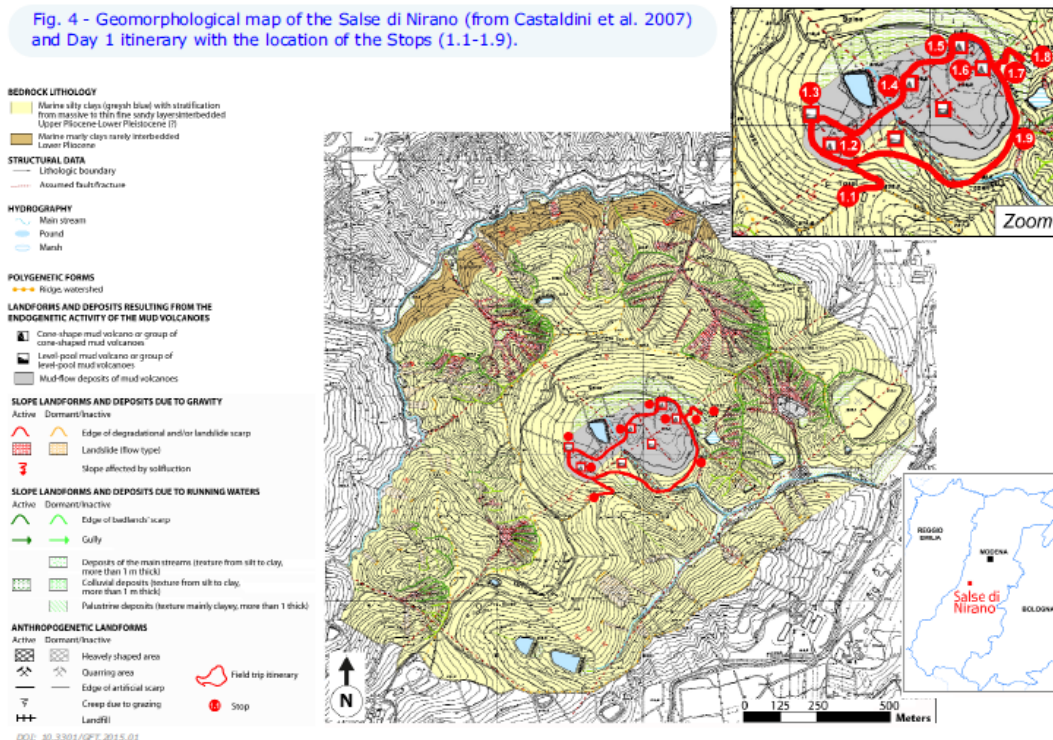 Fig. 4 - Geomorphological map of the Salse di Nirano (from Castaldini et al. 2007)
and Day 1 itinerary with the location of the Stops (1.1-1.9).
BEDROCK LITHOLOGY
Marine silty clays (greysh blue) with stratification
from massive to thin fine sandy layersinterbedded
Upper Pliocene-Lower Pleistocene (?)
Marine marly clays rarely interbedded
Lower Pliocene
STRUCTURAL DATA
Lithologic boundary
Assumed fault/fracture
HYDROGRAPHY
Main stream
Pound
Marsh
POLYGENETIC FORMS
Ridge, watershed
LANDFORMS AND DEPOSITS RESULTING FROM THE
ENDOGENETIC ACTIVITY OF THE MUD VOLCANOES
Cone-shape mud volcano or group of
cone-shaped mud volcanoes
Level-pool mud volcano or group of
level-pool mud volcanoes
Mud-flow deposits of mud volcanoes
SLOPE LANDFORMS AND DEPOSITS DUE TO GRAVITY
Active Dormant/Inactive
Edge of degradational and/or landslide scarp
Landslide (flow type)
Slope affected by solifluction
SLOPE LANDFORMS AND DEPOSITS DUE TO RUNNING WATERS
Active Dormant/Inactive
Edge of badlands' scarp
Gully
Deposits of the main streams (texture from silt to clay,
more than 1 m thick)
Colluvial deposits (texture from silt to clay,
more than 1 m thick)
Palustrine deposits (texture mainly clayey, more than 1 thick)
ANTHROPOGENETIC LANDFORMS
Active Dormant/Inactive
Heavely shaped area
Quarring area
Edge of artificial scarp
Creep due to grazing
Landfill
Field trip itinerary
1.1 Stop
DOI: 10.3301/GFT.2015.01
1.5
1.8
1.6
1.7
1.3
1.4
1.2
1.9
1.1
Zoom
REGGIO
EMILIA
MODENA
Salse di
Nirano
BOLOGNA
N
0 125 250 500
Meters